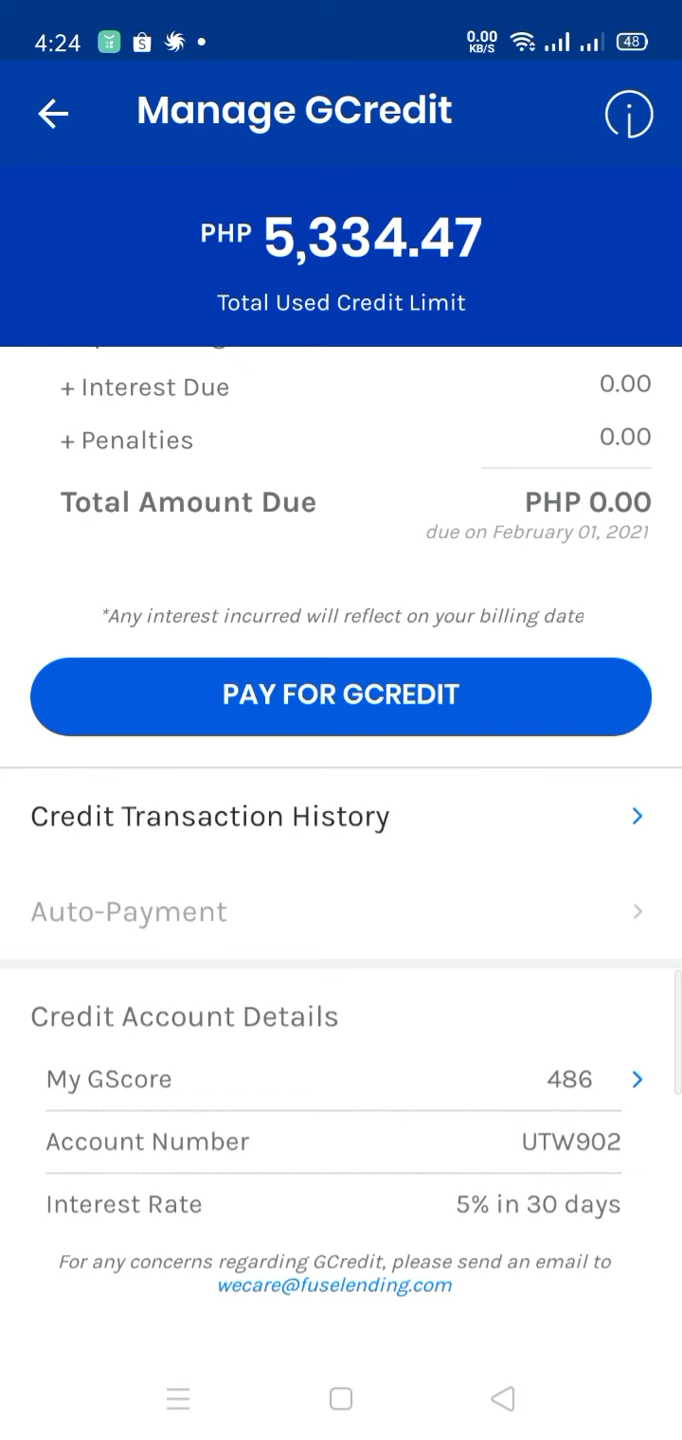 4:24
0.00
KB/S
48
Manage GCredit
PHP 5,334.47
Total Used Credit Limit
+ Interest Due 0.00
+ Penalties 0.00
Total Amount Due PHP 0.00
due on February 01, 2021
*Any interest incurred will reflect on your billing date
PAY FOR GCREDIT
Credit Transaction History
Auto-Payment
Credit Account Details
My GScore 486
Account Number UTW902
Interest Rate 5% in 30 days
For any concerns regarding GCredit, please send an email to
wecare@fuselending.com